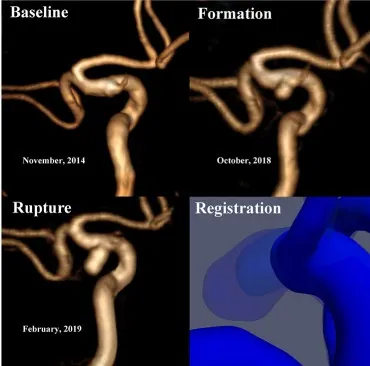 Baseline
Formation
November, 2014
October, 2018
Rupture
Registration
February, 2019